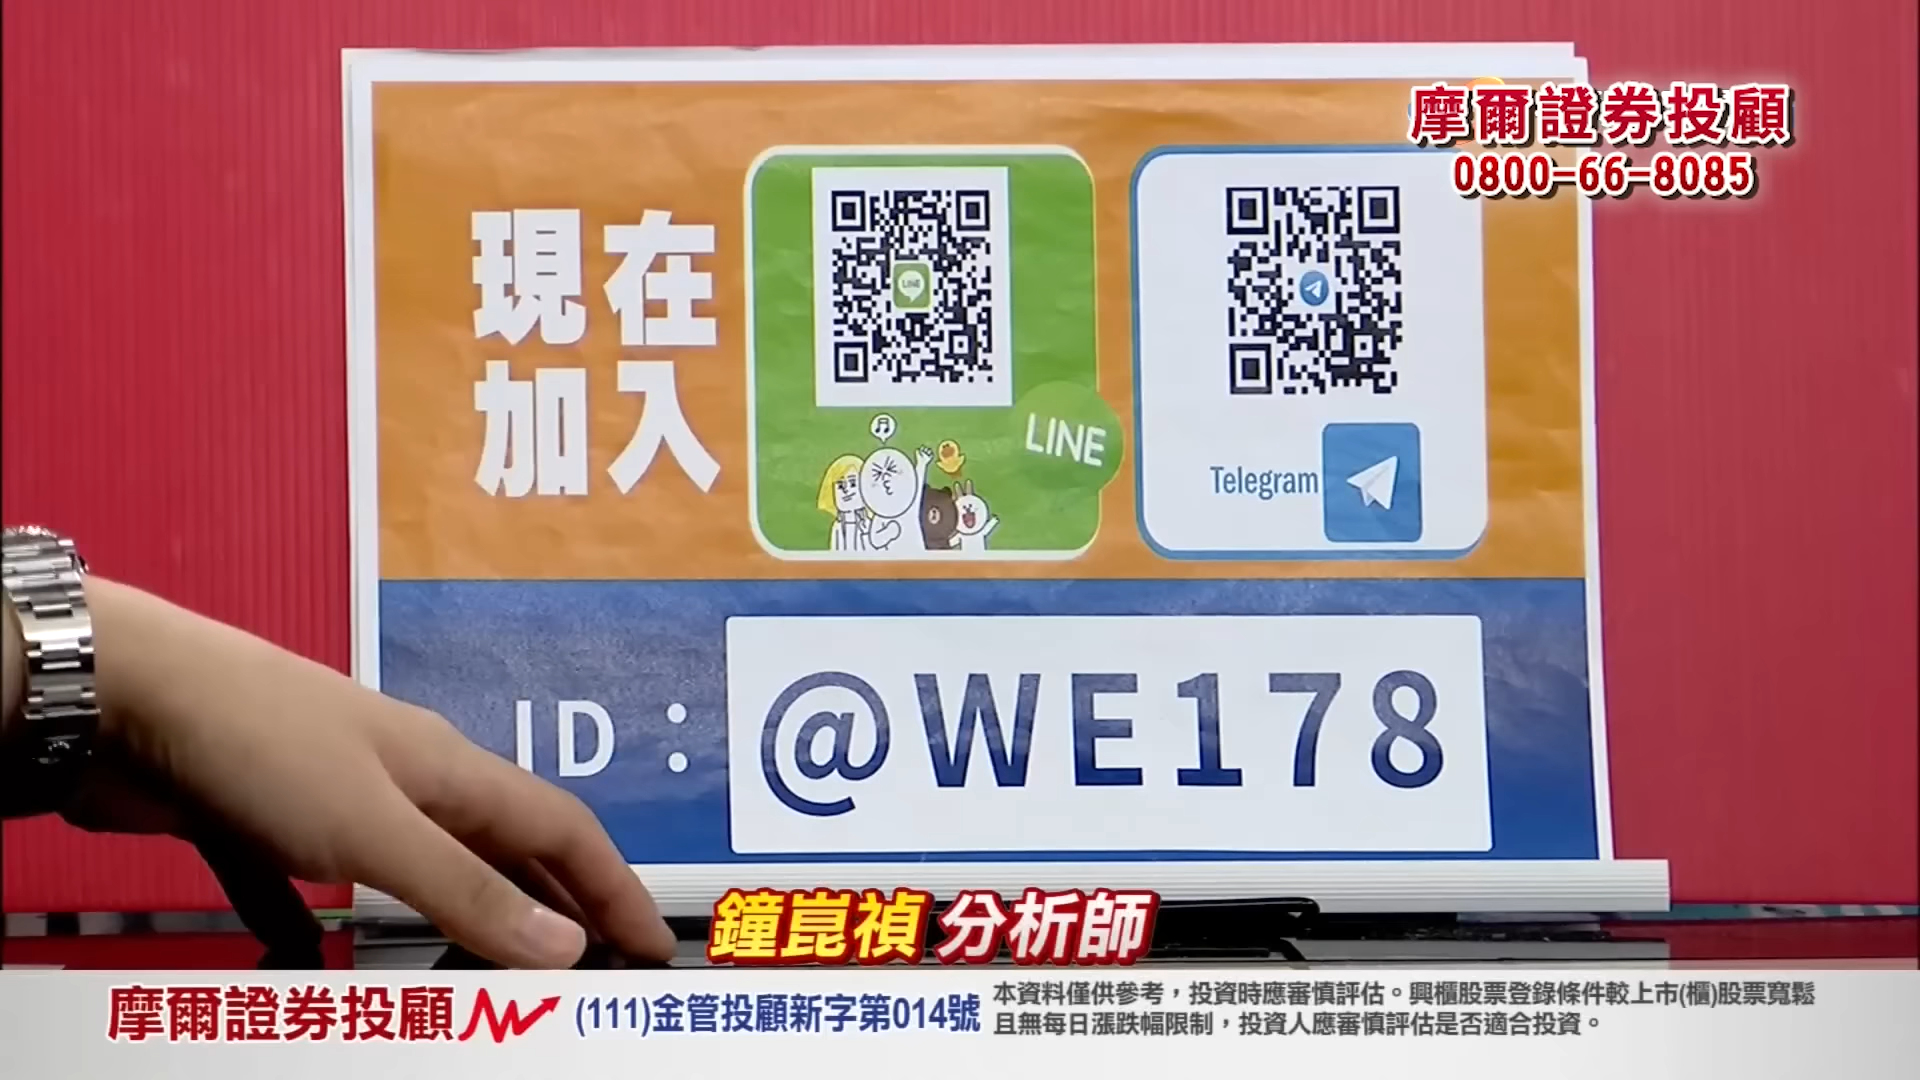 摩爾證券投顧
0800-66-8085
現在
加入
LINE
LINE
Telegram
ID：@WE178
鐘崑禎 分析師
摩爾證券投顧
(111)金管投顧新字第014號
本資料僅供參考，投資時應審慎評估。興櫃股票登錄條件較上市(櫃)股票寬鬆
且無每日漲跌幅限制，投資人應審慎評估是否適合投資。